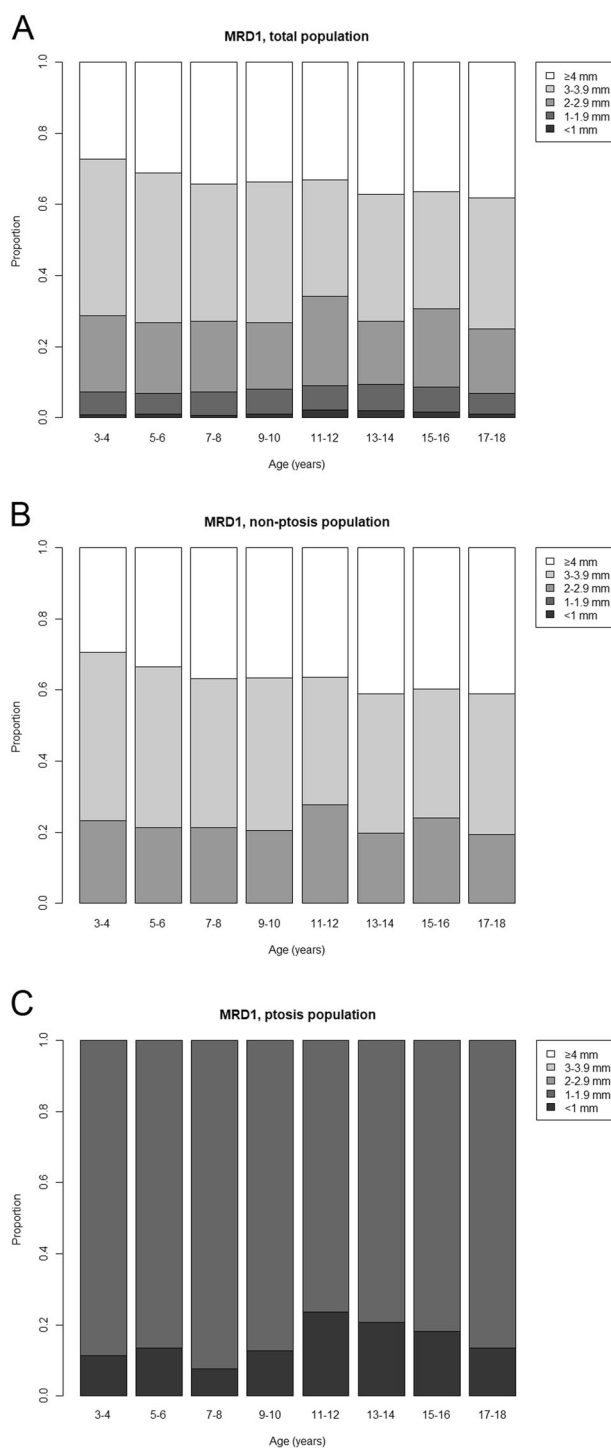 A
MRD1, total population
≥4 mm
3-3.9 mm
2-2.9 mm
1-1.9 mm
<1 mm
Proportion
1.0
0.8
0.6
0.4
0.2
0.0
3-4 5-6 7-8 9-10 11-12 13-14 15-16 17-18
Age (years)
B
MRD1, non-ptosis population
≥4 mm
3-3.9 mm
2-2.9 mm
1-1.9 mm
<1 mm
Proportion
1.0
0.8
0.6
0.4
0.2
0.0
3-4 5-6 7-8 9-10 11-12 13-14 15-16 17-18
Age (years)
C
MRD1, ptosis population
≥4 mm
3-3.9 mm
2-2.9 mm
1-1.9 mm
<1 mm
Proportion
1.0
0.8
0.6
0.4
0.2
0.0
3-4 5-6 7-8 9-10 11-12 13-14 15-16 17-18
Age (years)